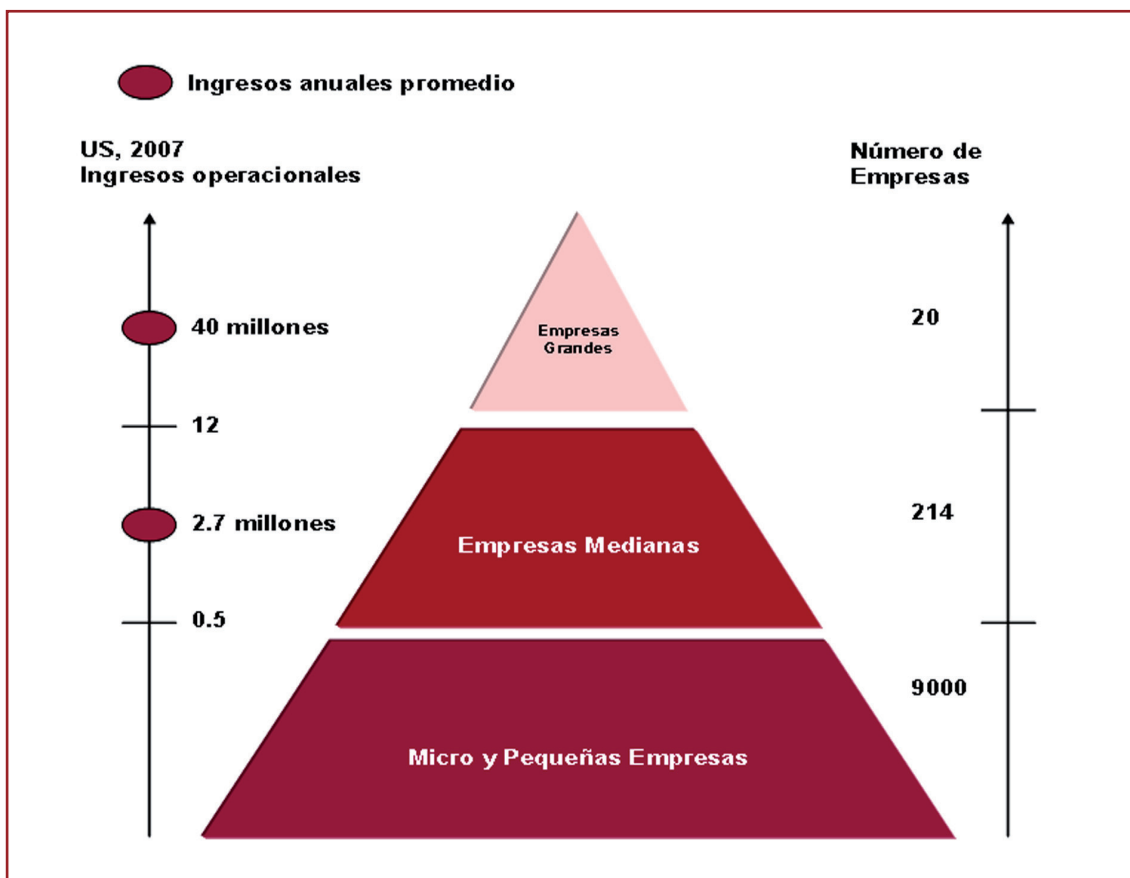 Ingresos anuales promedio
US, 2007
Ingresos operacionales
Número de
Empresas
40 millones
Empresas
Grandes
20
12
2.7 millones
Empresas Medianas
214
0.5
9000
Micro y Pequeñas Empresas